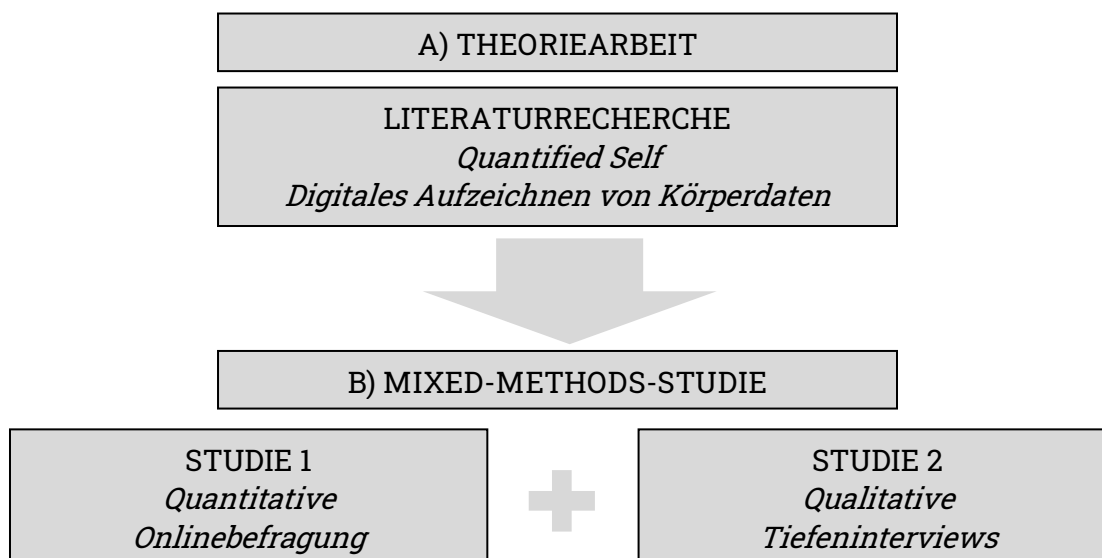 A) THEORIEARBEIT
LITERATURRECHERCHE
Quantified Self
Digitales Aufzeichnen von Körperdaten
B) MIXED-METHODS-STUDIE
STUDIE 1
Quantitative
Onlinebefragung
STUDIE 2
Qualitative
Tiefeninterviews